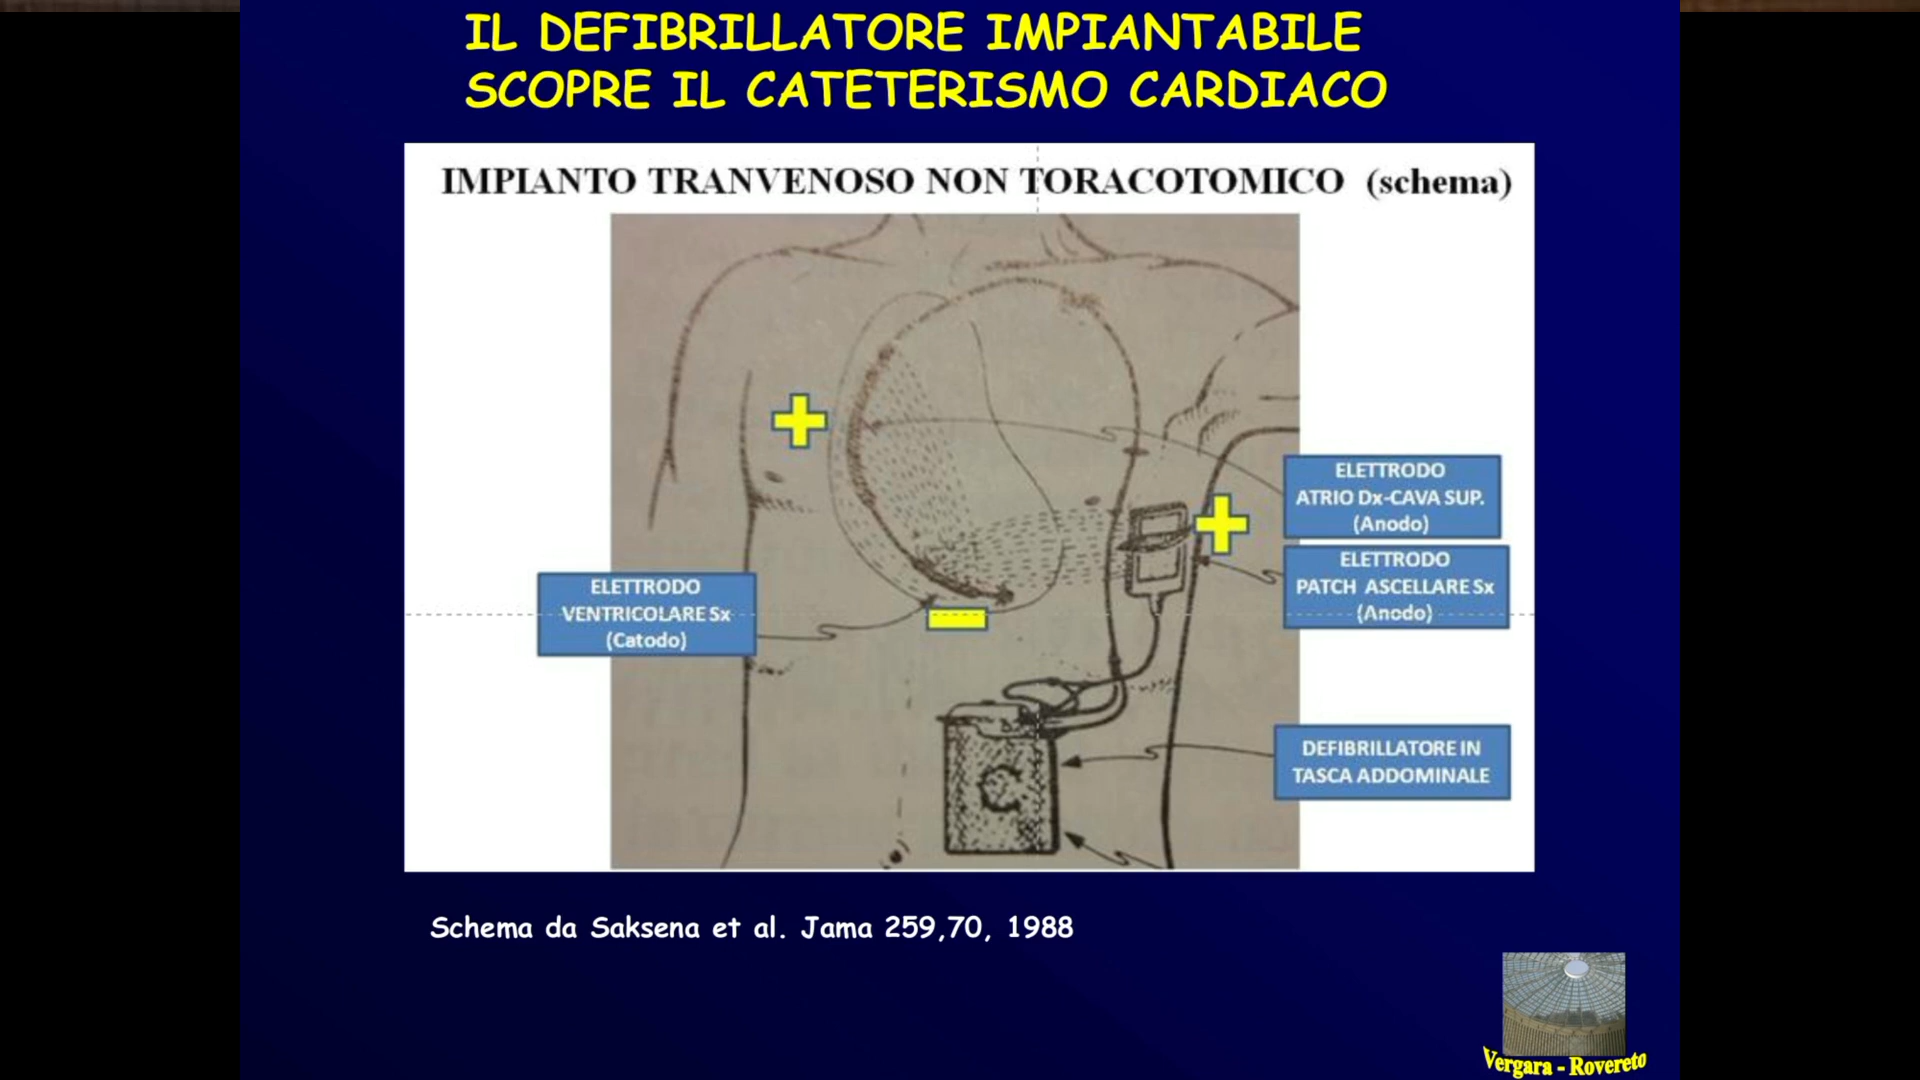 IL DEFIBRILLATORE IMPIANTABILE
SCOPRE IL CATETERISMO CARDIACO
IMPIANTO TRANVENOSO NON TORACOTOMICO (schema)
ELETTRODO
ATRIO Dx-CAVA SUP.
(Anodo)
ELETTRODO
PATCH ASCELLARE Sx
(Anodo)
ELETTRODO
VENTRICOLARE Sx
(Catodo)
DEFIBRILLATORE IN
TASCA ADDOMINALE
Schema da Saksena et al. Jama 259,70, 1988
Vergara - Rovereto